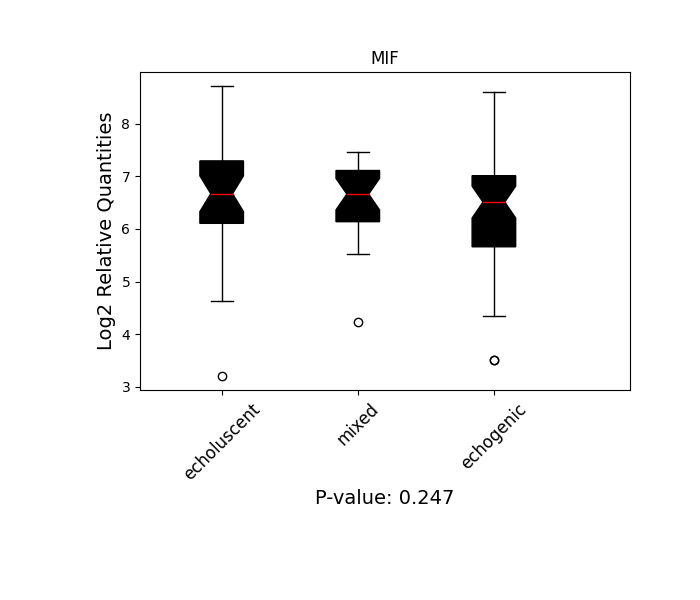 MIF
Log2 Relative Quantities
8
7
6
5
4
3
echoluscent
mixed
echogenic
P-value: 0.247